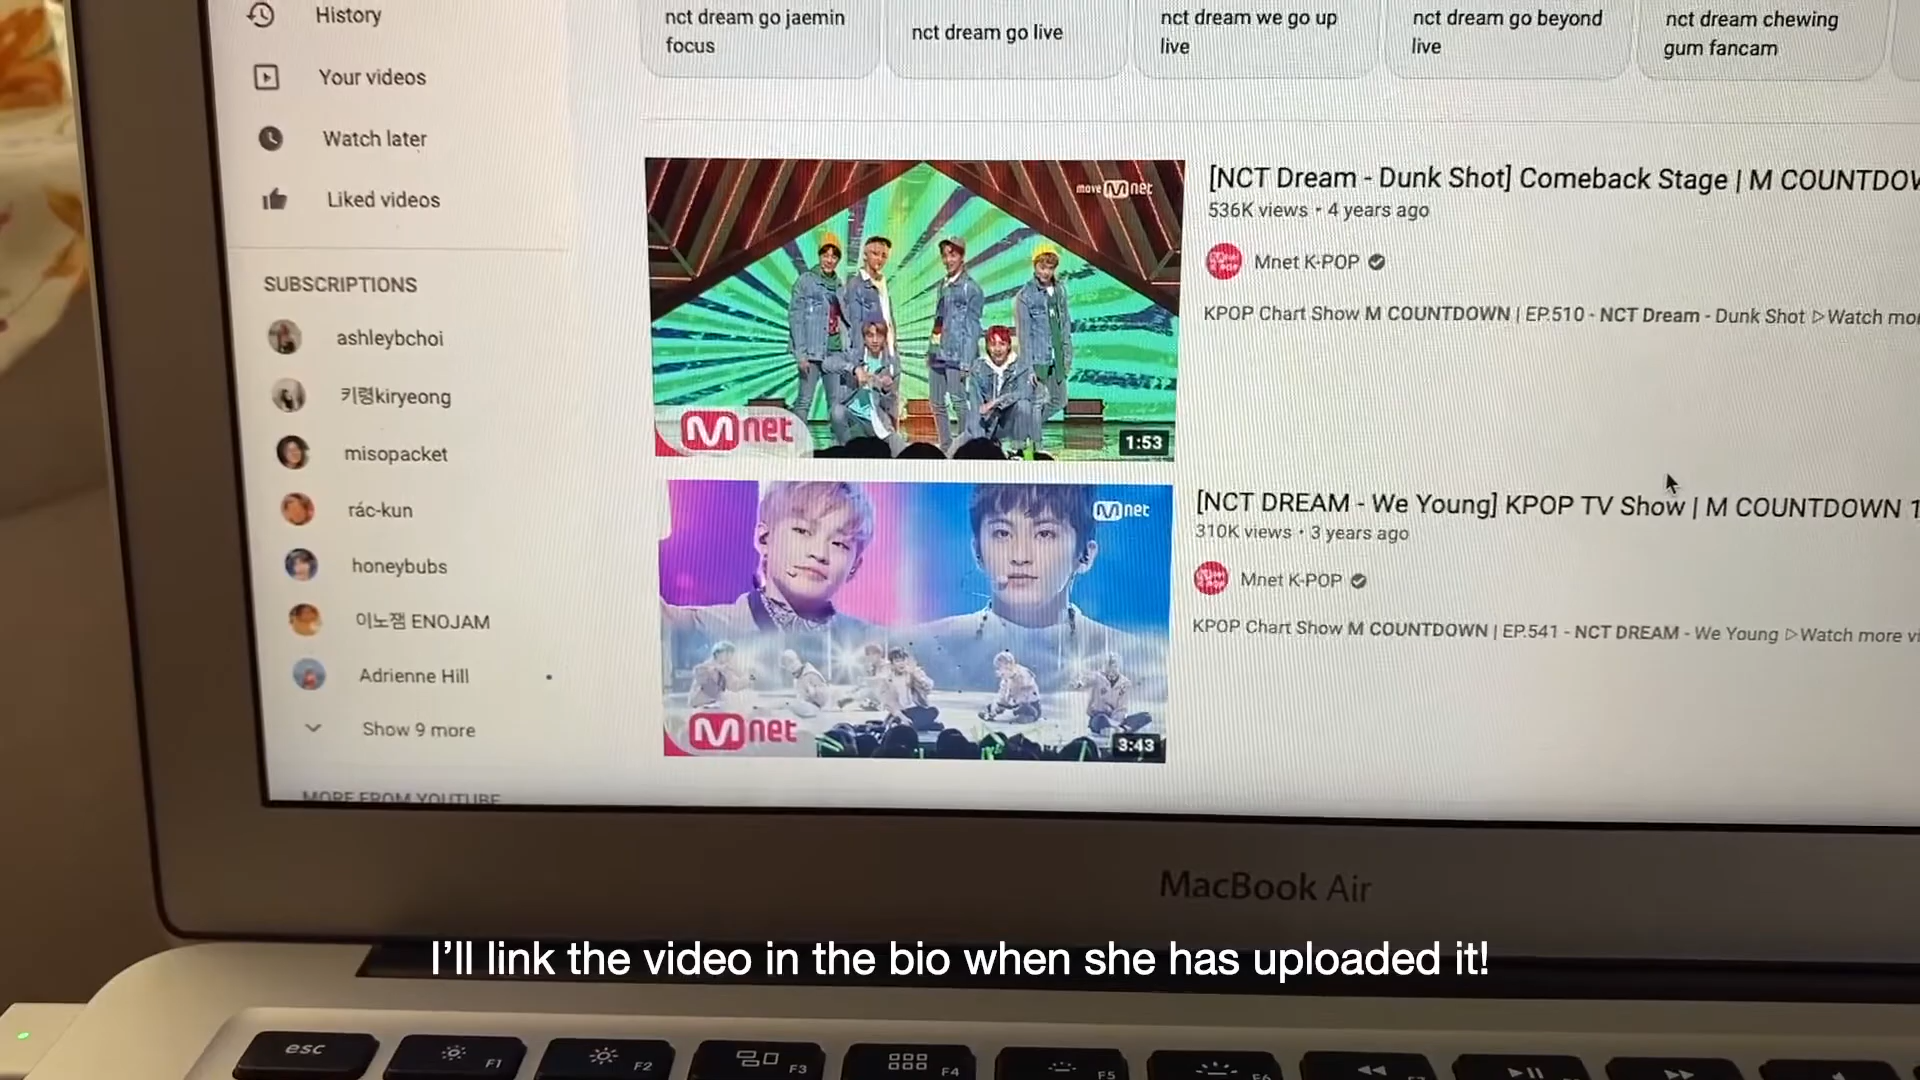 History
Your videos
Watch later
Liked videos
SUBSCRIPTIONS
ashleybchoi
키령kiryeong
misopacket
rác-kun
honeybubs
이노잼 ENOJAM
Adrienne Hill
Show 9 more
MORE FROM YOUTUBE
nct dream go jaemin
focus
nct dream go live
nct dream we go up
live
nct dream go beyond
live
nct dream chewing
gum fancam
move Mnet
Mnet
1:53
[NCT Dream - Dunk Shot] Comeback Stage | M COUNTDOW
536K views • 4 years ago
Mnet K-POP
KPOP Chart Show M COUNTDOWN | EP.510 - NCT Dream - Dunk Shot ▷Watch mo
Mnet
Mnet
3:43
[NCT DREAM - We Young] KPOP TV Show | M COUNTDOWN 1
310K views • 3 years ago
Mnet K-POP
KPOP Chart Show M COUNTDOWN | EP.541 - NCT DREAM - We Young ▷Watch more vi
MacBook Air
I'll link the video in the bio when she has uploaded it!
esc
F1
F2
F3
F4
F5
F6